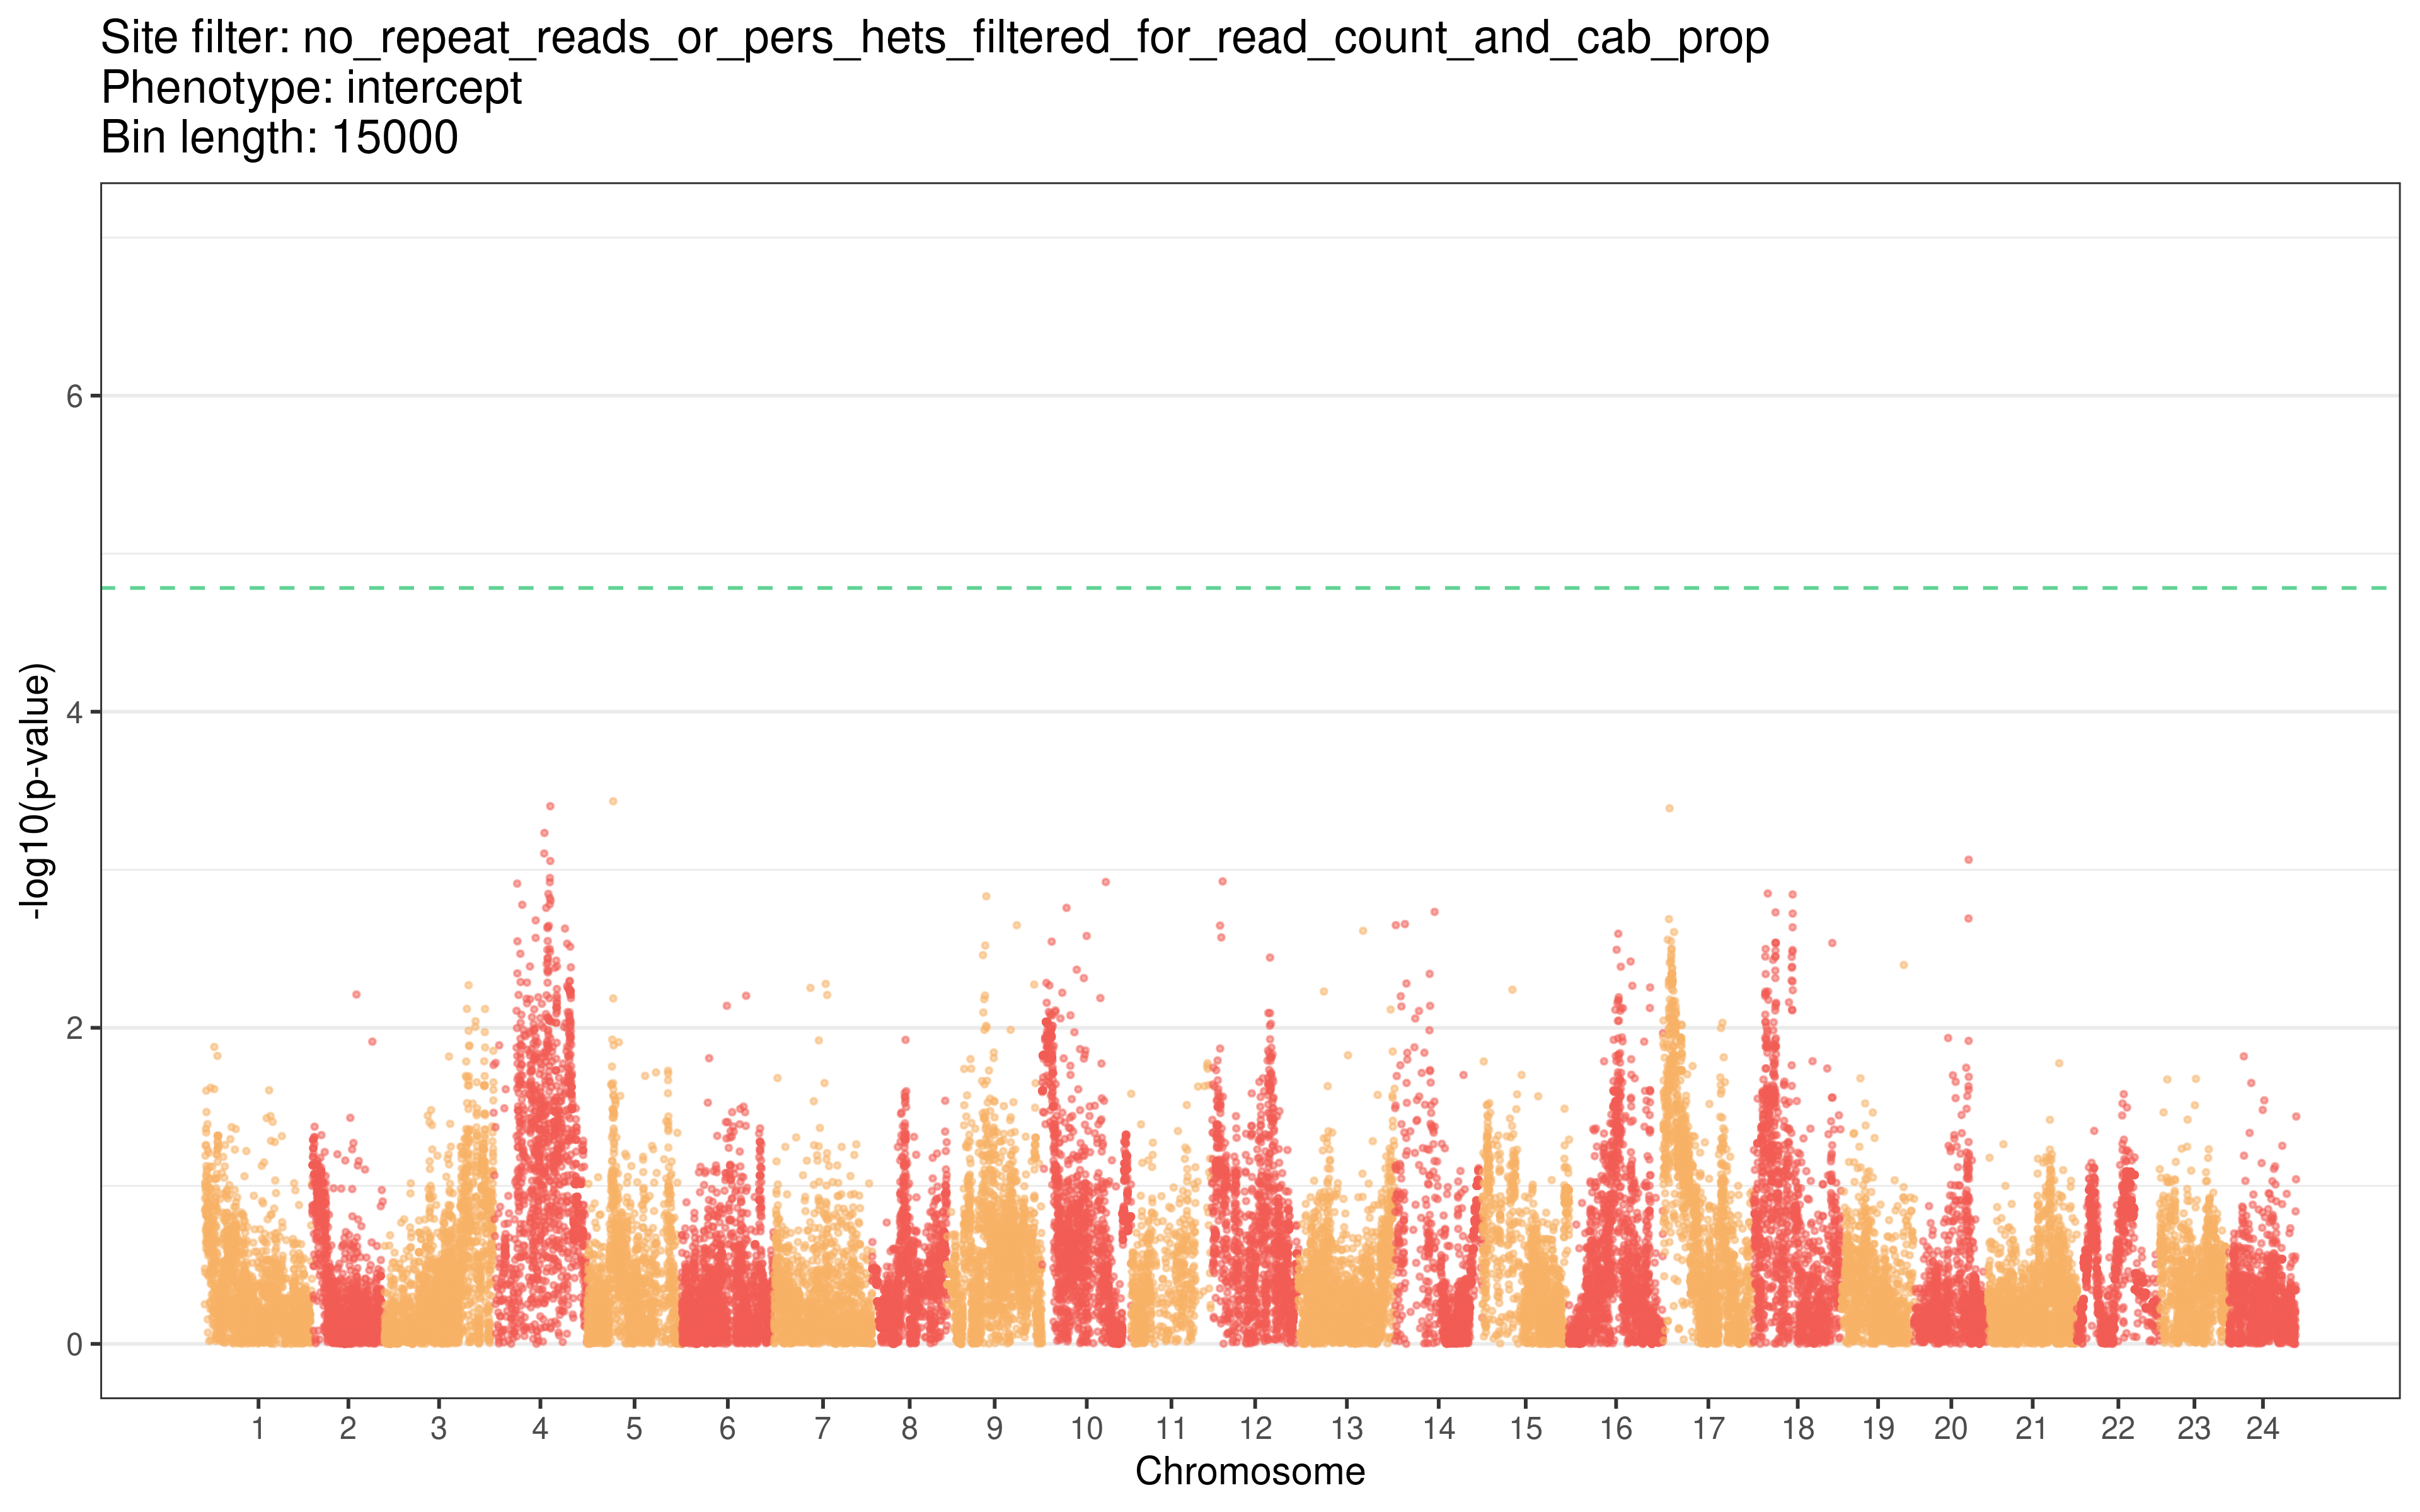 Site filter: no_repeat_reads_or_pers_hets_filtered_for_read_count_and_cab_prop
Phenotype: intercept
Bin length: 15000
6
4
2
0
-log10(p-value)
1 2 3 4 5 6 7 8 9 10 11 12 13 14 15 16 17 18 19 20 21 22 23 24
Chromosome